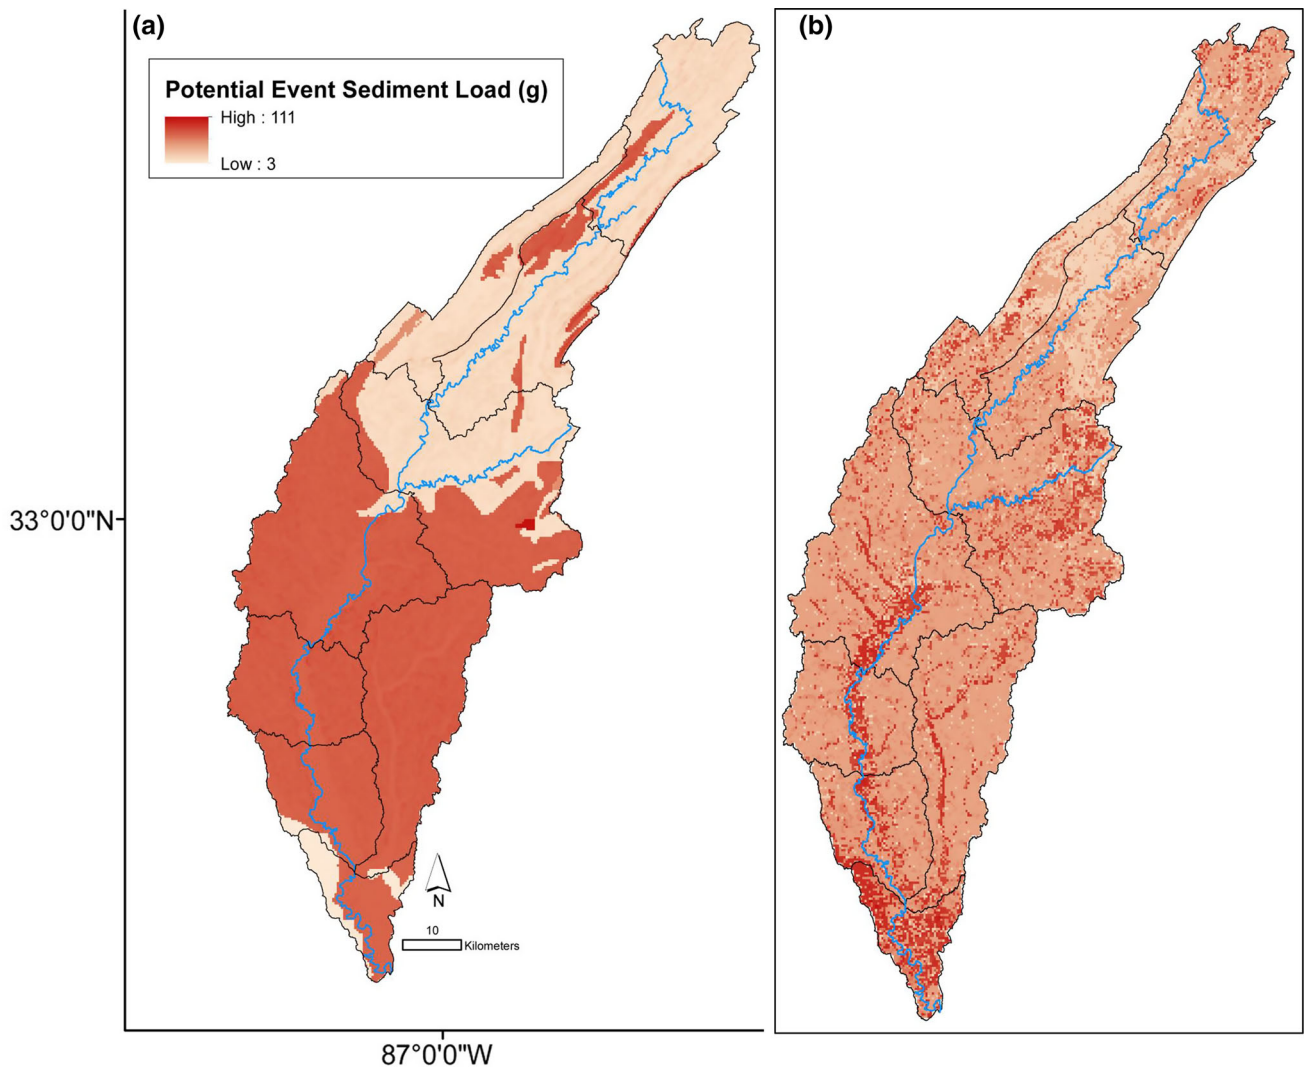 (a)
(b)
Potential Event Sediment Load (g)
High : 111
Low : 3
33°0'0"N
N
10
Kilometers
87°0'0"W